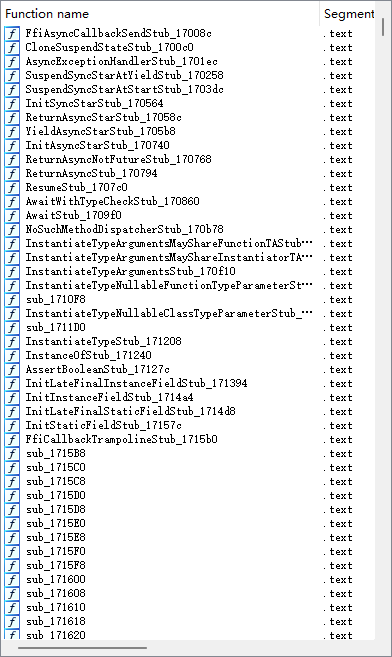 Function name Segment
FfiAsyncCallbackSendStub_17008c .text
CloneSuspendStateStub_1700c0 .text
AsyncExceptionHandlerStub_1701ec .text
SuspendSyncStarAtYieldStub_170258 .text
SuspendSyncStarAtStartStub_1703dc .text
InitSyncStarStub_170564 .text
ReturnAsyncStarStub_17058c .text
YieldAsyncStarStub_1705b8 .text
InitAsyncStarStub_170740 .text
ReturnAsyncNotFutureStub_170768 .text
ReturnAsyncStub_170794 .text
ResumeStub_1707c0 .text
AwaitWithTypeCheckStub_170860 .text
AwaitStub_1709f0 .text
NoSuchMethodDispatcherStub_170b78 .text
InstantiateTypeArgumentsMayShareFunctionTAStub… .text
InstantiateTypeArgumentsMayShareInstantiatorTA… .text
InstantiateTypeArgumentsStub_170f10 .text
InstantiateTypeNullableFunctionTypeParameterSt… .text
sub_1710F8 .text
InstantiateTypeNullableClassTypeParameterStub_… .text
sub_1711D0 .text
InstantiateTypeStub_171208 .text
InstanceOfStub_171240 .text
AssertBooleanStub_17127c .text
InitLateFinalInstanceFieldStub_171394 .text
InitInstanceFieldStub_1714a4 .text
InitLateFinalStaticFieldStub_1714d8 .text
InitStaticFieldStub_17157c .text
FfiCallbackTrampolineStub_1715b0 .text
sub_1715B8 .text
sub_1715C0 .text
sub_1715C8 .text
sub_1715D0 .text
sub_1715D8 .text
sub_1715E0 .text
sub_1715E8 .text
sub_1715F0 .text
sub_1715F8 .text
sub_171600 .text
sub_171608 .text
sub_171610 .text
sub_171618 .text
sub_171620 .text